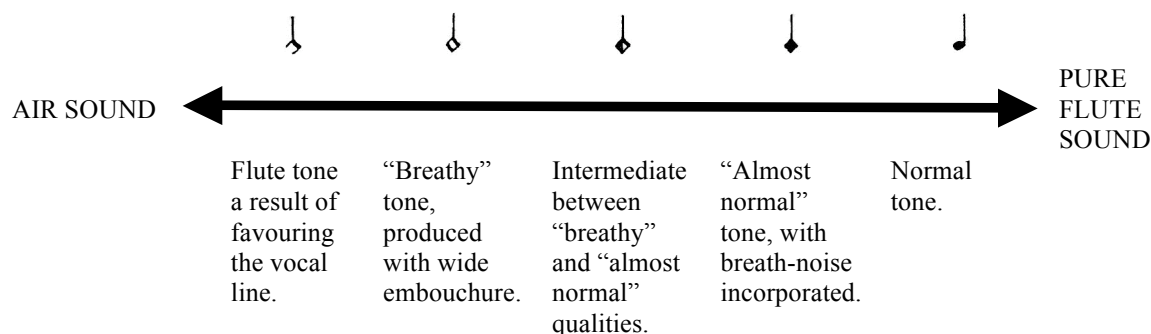 AIR SOUND
PURE
FLUTE
SOUND
Flute tone
a result of
favouring
the vocal
line.
“Breathy”
tone,
produced
with wide
embouchure.
Intermediate
between
“breathy”
and “almost
normal”
qualities.
“Almost
normal”
tone, with
breath-noise
incorporated.
Normal
tone.